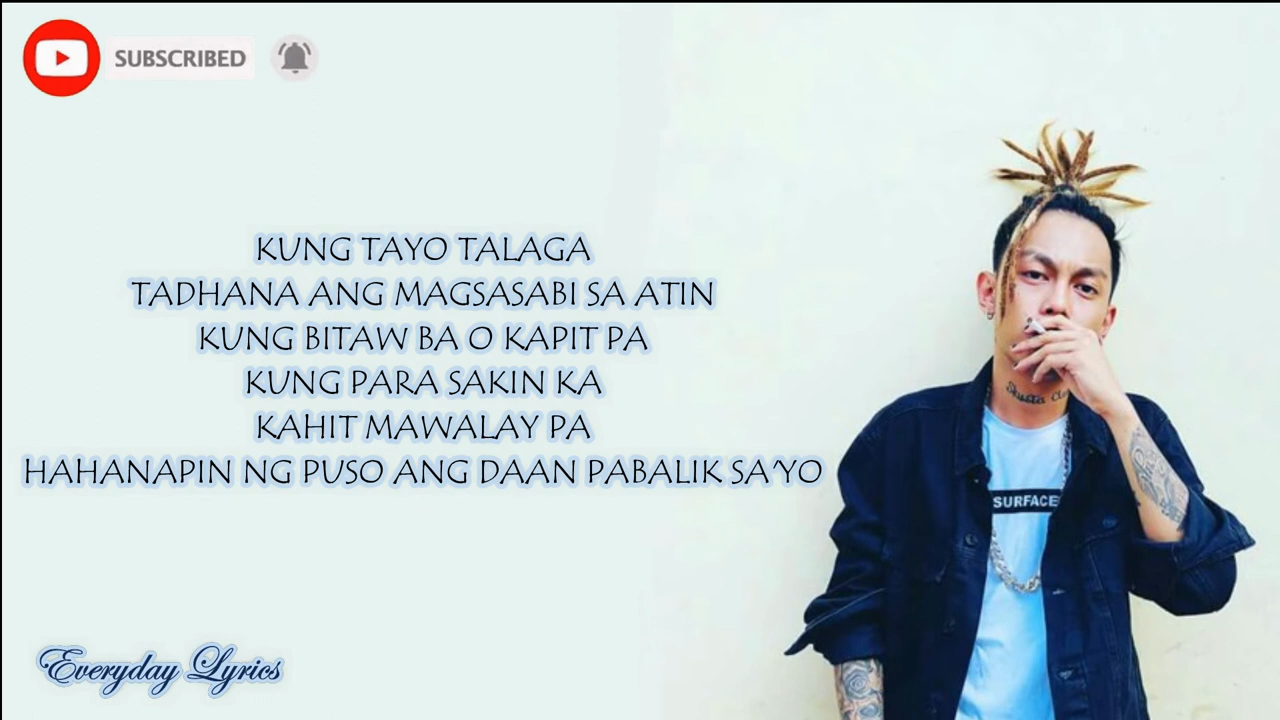 SUBSCRIBED
KUNG TAYO TALAGA
TADHANA ANG MAGSASABI SA ATIN
KUNG BITAW BA O KAPIT PA
KUNG PARA SAKIN KA
KAHIT MAWALAY PA
HAHANAPIN NG PUSO ANG DAAN PABALIK SA'YO
SURFACE
Everyday Lyrics